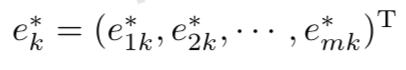 $e_k^* = (e_{1k}^*, e_{2k}^*, \cdots, e_{mk}^*)^{\mathrm{T}}$